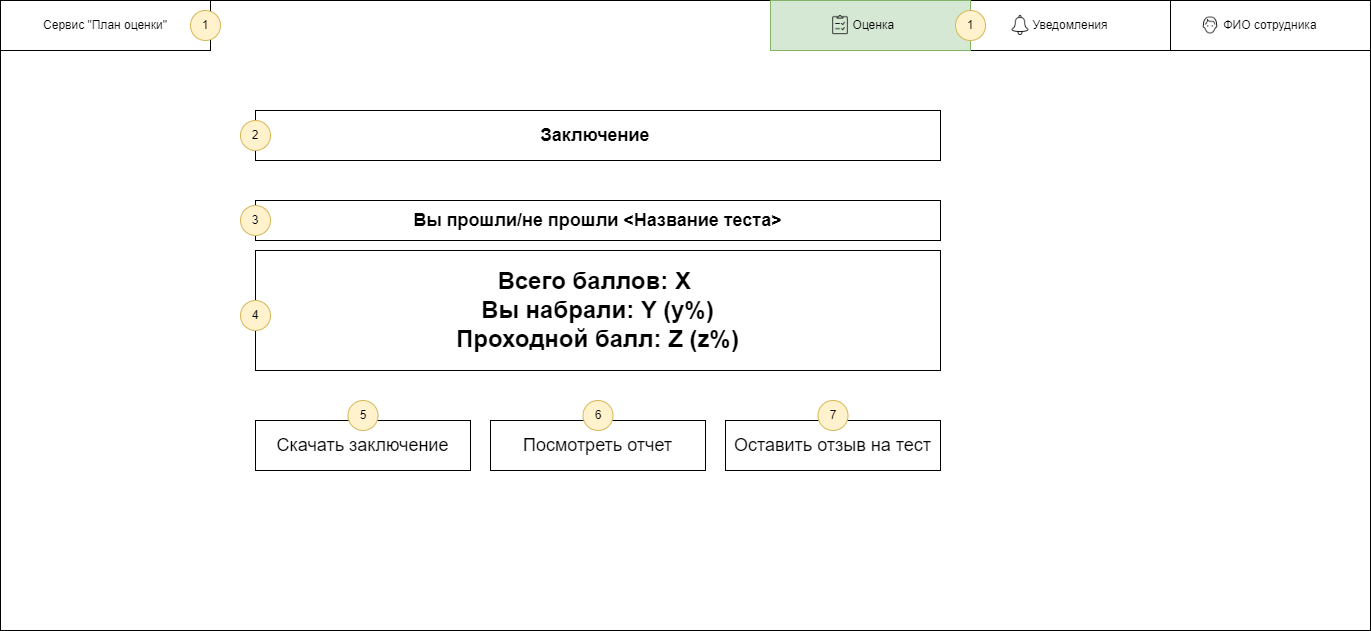 Сервис "План оценки"
1
Оценка
1
Уведомления
ФИО сотрудника
2
Заключение
3
Вы прошли/не прошли <Название теста>
4
Всего баллов: X
Вы набрали: Y (y%)
Проходной балл: Z (z%)
5
6
7
Скачать заключение
Посмотреть отчет
Оставить отзыв на тест